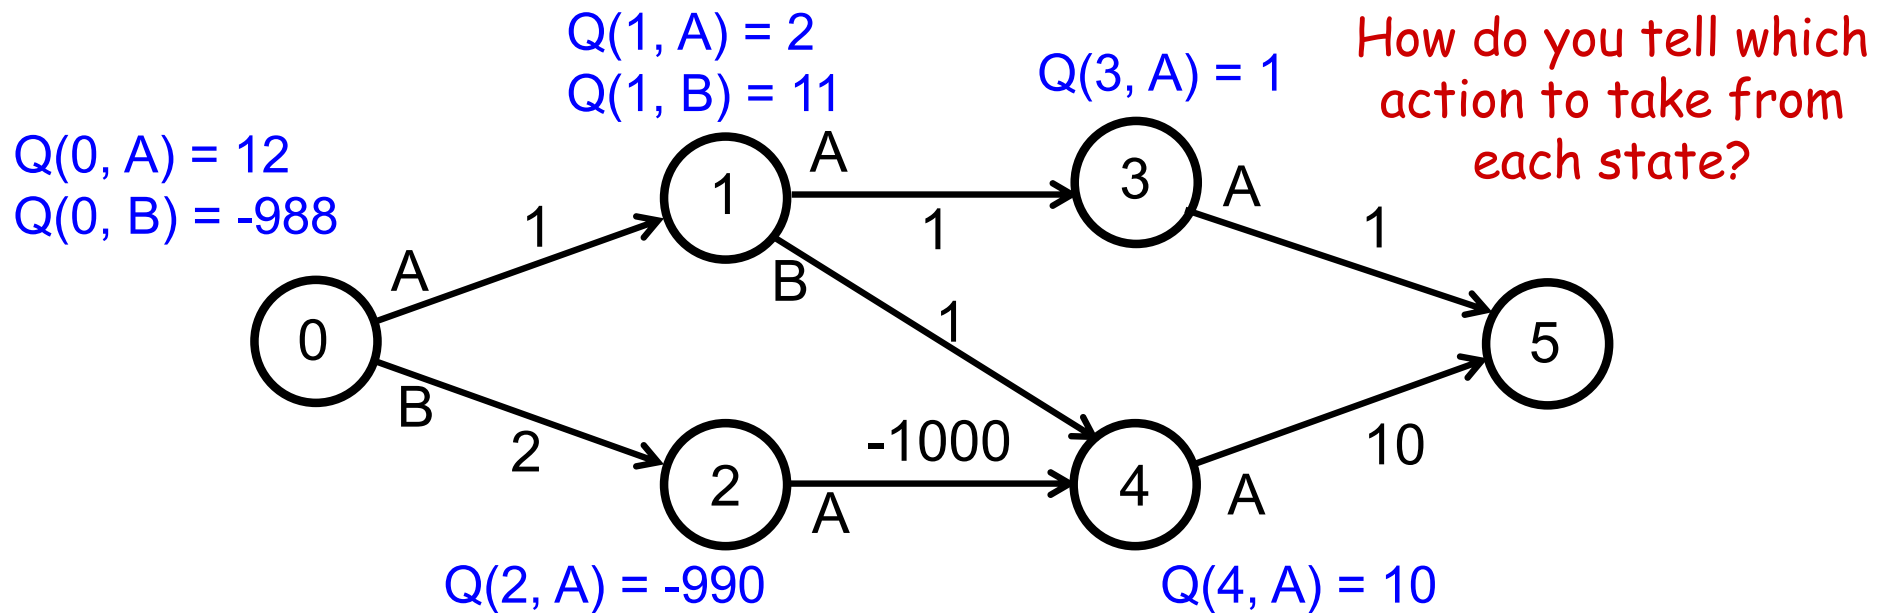 Q(1, A) = 2
Q(1, B) = 11
Q(3, A) = 1
How do you tell which
action to take from
each state?
Q(0, A) = 12
Q(0, B) = -988
1
A
1
3
A
A
1
1
1
B
0
1
5
B
2
-1000
10
2
4
A
A
Q(2, A) = -990
Q(4, A) = 10